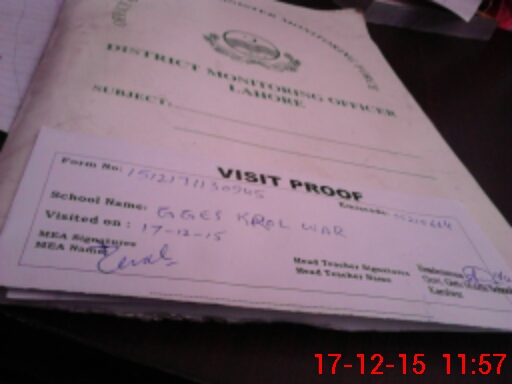 DISTRICT MONITORING OFFICER
LAHORE
SUBJECT:
VISIT PROOF
Form No: 1512171130945
School Name: GGES KROL WAR
Visited on : 17-12-15
MEA Signatures
MEA Name
Head Teacher Signature
Head Teacher Name
17-12-15 11:57